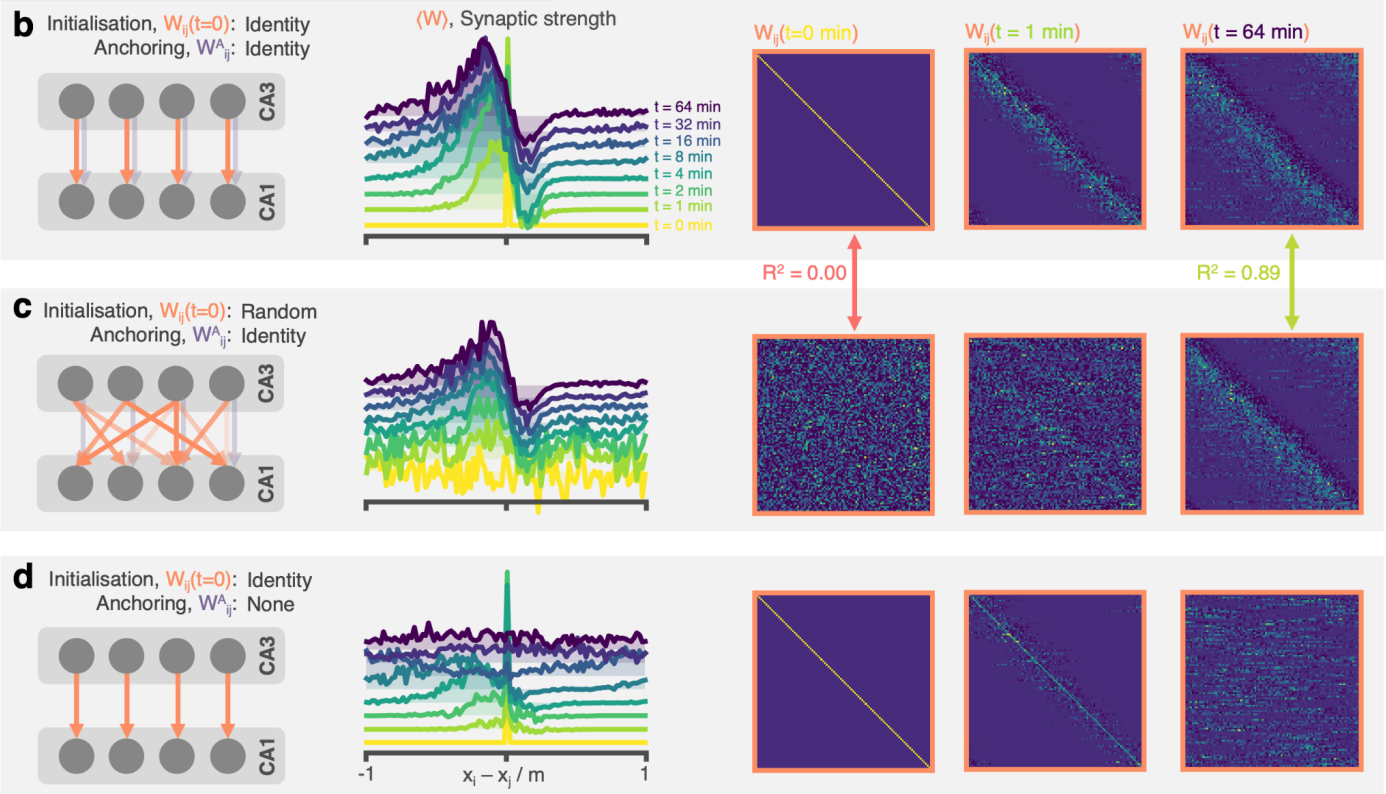 b
Initialisation, Wij(t=0): Identity
Anchoring, WAij: Identity
CA3
CA1
⟨W⟩, Synaptic strength
t = 64 min
t = 32 min
t = 16 min
t = 8 min
t = 4 min
t = 2 min
t = 1 min
t = 0 min
Wij(t=0 min)
Wij(t = 1 min)
Wij(t = 64 min)
R² = 0.00
R² = 0.89
c
Initialisation, Wij(t=0): Random
Anchoring, WAij: Identity
CA3
CA1
d
Initialisation, Wij(t=0): Identity
Anchoring, WAij: None
CA3
CA1
-1
xi – xj / m
1